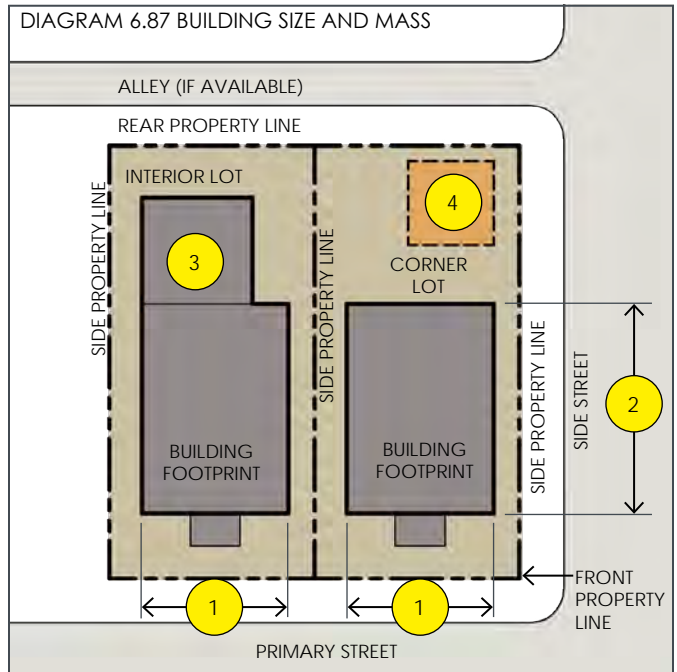 DIAGRAM 6.87 BUILDING SIZE AND MASS
ALLEY (IF AVAILABLE)
REAR PROPERTY LINE
INTERIOR LOT
4
3
CORNER
LOT
SIDE PROPERTY LINE
SIDE PROPERTY LINE
SIDE PROPERTY LINE
SIDE STREET
2
BUILDING
FOOTPRINT
BUILDING
FOOTPRINT
1
1
FRONT
PROPERTY
LINE
PRIMARY STREET